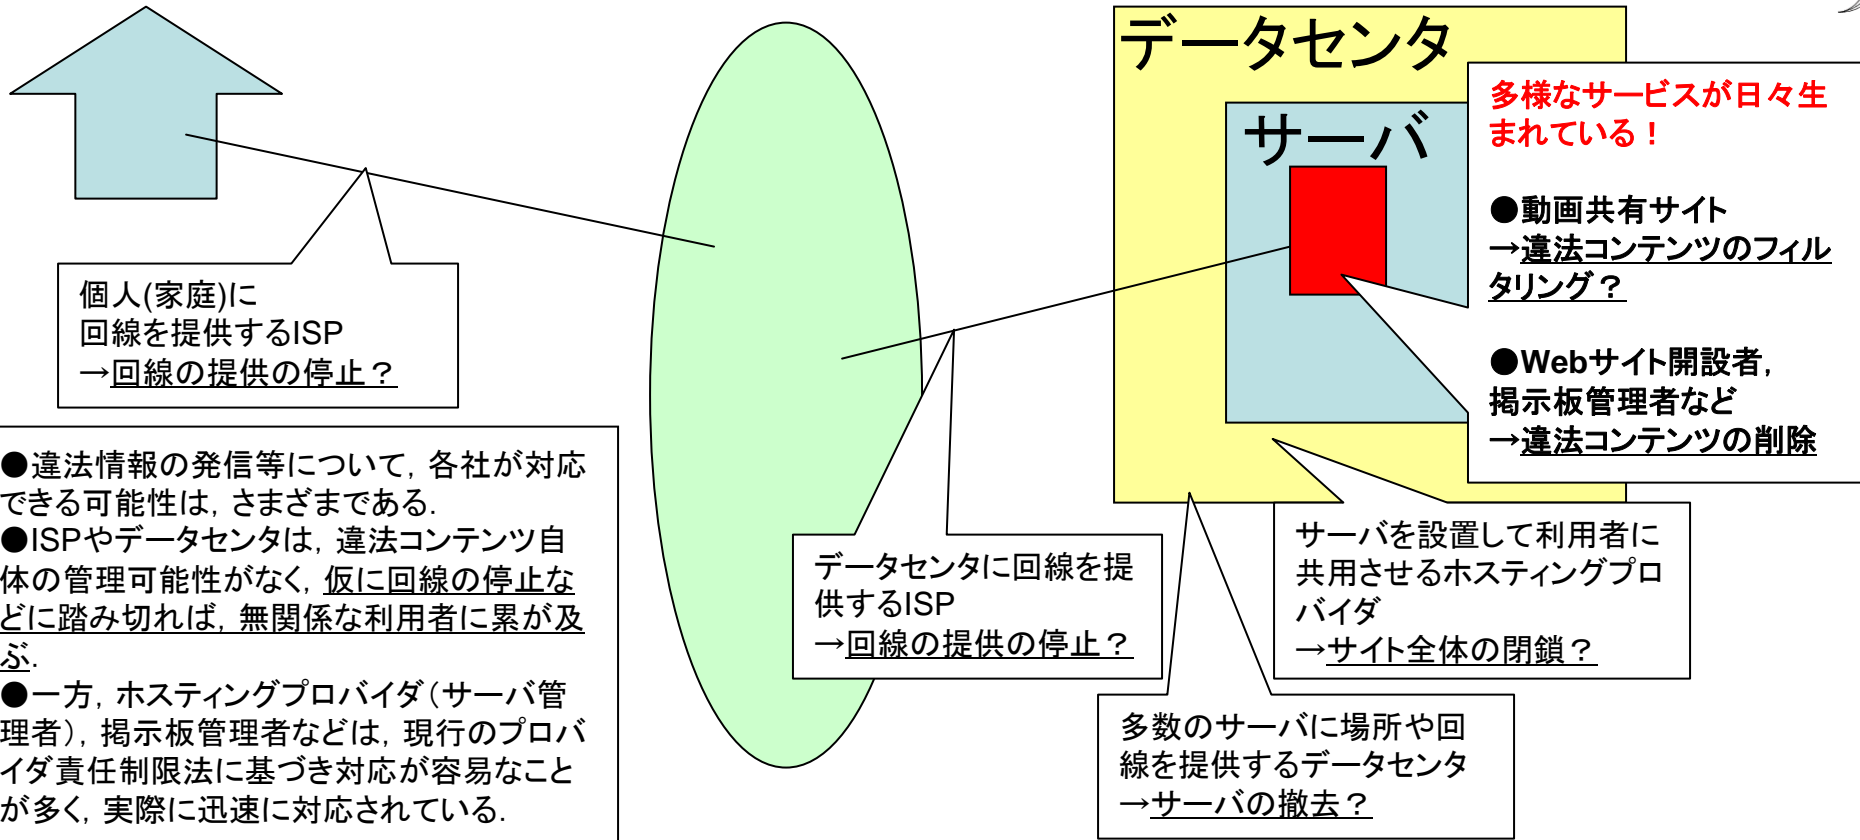 データセンタ
サーバ
多様なサービスが日々生
まれている！
●動画共有サイト
→違法コンテンツのフィル
タリング？
●Webサイト開設者，
掲示板管理者など
→違法コンテンツの削除
個人(家庭)に
回線を提供するISP
→回線の提供の停止？
●違法情報の発信等について，各社が対応
できる可能性は，さまざまである．
●ISPやデータセンタは，違法コンテンツ自
体の管理可能性がなく，仮に回線の停止な
どに踏み切れば，無関係な利用者に累が及
ぶ．
●一方，ホスティングプロバイダ（サーバ管
理者），掲示板管理者などは，現行のプロバ
イダ責任制限法に基づき対応が容易なこと
が多く，実際に迅速に対応されている．
データセンタに回線を提
供するISP
→回線の提供の停止？
サーバを設置して利用者に
共用させるホスティングプロ
バイダ
→サイト全体の閉鎖？
多数のサーバに場所や回
線を提供するデータセンタ
→サーバの撤去？